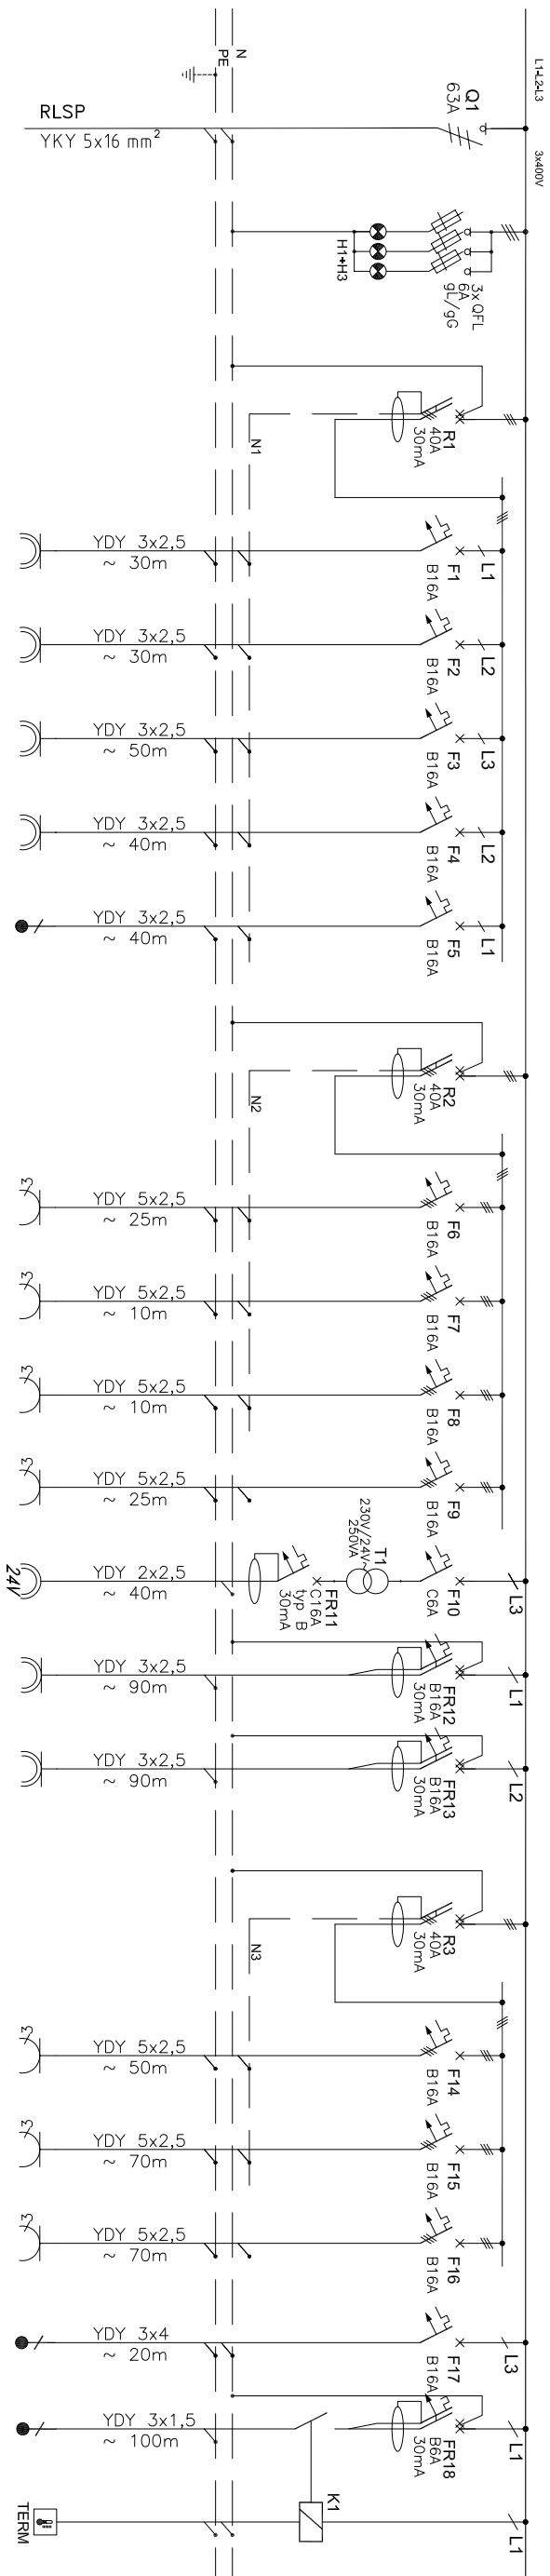 L1-L2-L3
3x400V
N
PE
Q1
63A
RLSP
YKY 5x16 mm²
3xQFL
6A
gL/gG
H1÷H3
R1
40A
30mA
N1
L1
F1
B16A
YDY 3x2,5
~ 30m
L2
F2
B16A
YDY 3x2,5
~ 30m
L3
F3
B16A
YDY 3x2,5
~ 50m
L2
F4
B16A
YDY 3x2,5
~ 40m
L1
F5
B16A
YDY 3x2,5
~ 40m
R2
40A
30mA
N2
F6
B16A
YDY 5x2,5
~ 25m
3
F7
B16A
YDY 5x2,5
~ 10m
3
F8
B16A
YDY 5x2,5
~ 10m
3
F9
B16A
YDY 5x2,5
~ 25m
3
L3
F10
C6A
T1
230V/24V~
250VA
FR11
C16A
typ B
30mA
YDY 2x2,5
~ 40m
24V
L1
FR12
B16A
30mA
YDY 3x2,5
~ 90m
L2
FR13
B16A
30mA
YDY 3x2,5
~ 90m
R3
40A
30mA
N3
F14
B16A
YDY 5x2,5
~ 50m
3
F15
B16A
YDY 5x2,5
~ 70m
3
F16
B16A
YDY 5x2,5
~ 70m
3
L3
F17
B16A
YDY 3x4
~ 20m
L1
FR18
B6A
30mA
YDY 3x1,5
~ 100m
L1
K1
TERM